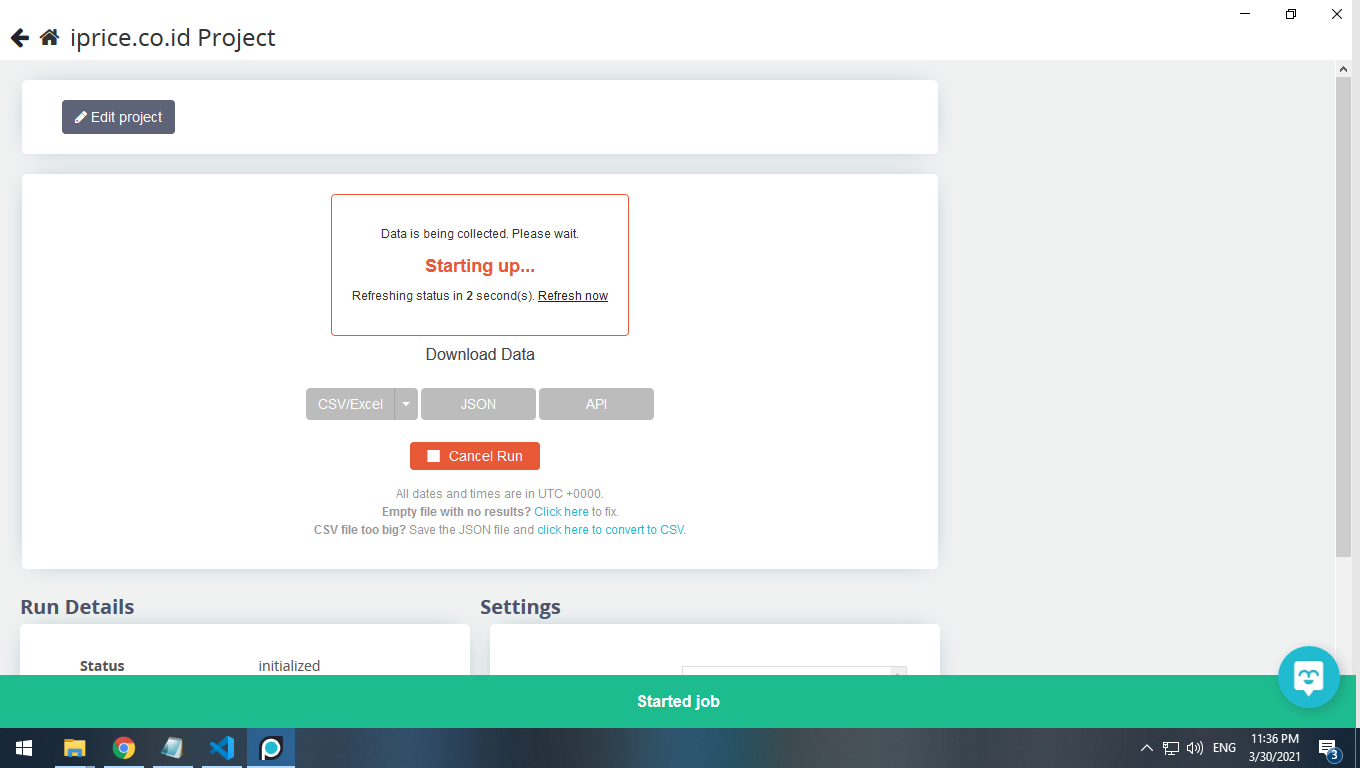 iprice.co.id Project
Edit project
Data is being collected. Please wait.
Starting up...
Refreshing status in 2 second(s). Refresh now
Download Data
CSV/Excel
JSON
API
Cancel Run
All dates and times are in UTC +0000.
Empty file with no results? Click here to fix.
CSV file too big? Save the JSON file and click here to convert to CSV.
Run Details
Settings
Status
initialized
Started job
ENG
11:36 PM
3/30/2021
3